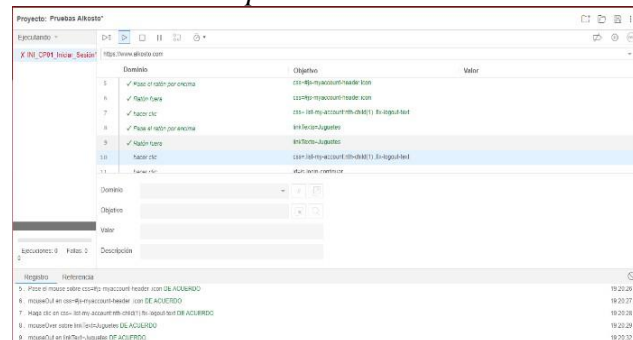 Proyecto: Pruebas Alkosto*
Ejecutando
X INI_CP01_Iniciar_Sesión*
https://www.alkosto.com
Dominio Objetivo Valor
5 ✓ Pase el ratón por encima css=#js-myaccount-header .icon
6 ✓ Ratón fuera css=#js-myaccount-header .icon
7 ✓ hacer clic css=.list-my-account:nth-child(1) .fix-logout-text
8 ✓ Pase el ratón por encima linkText=Juguetes
9 ✓ Ratón fuera linkText=Juguetes
10 hacer clic css=.list-my-account:nth-child(1) .fix-logout-text
11 hacer clic
Dominio
Objetivo
Valor
Descripción
Ejecuciones: 0 Fallas: 0
Registro Referencia
5. Pase el mouse sobre css=#js-myaccount-header .icon DE ACUERDO 19:20:26
6. mouseOut en css=#js-myaccount-header .icon DE ACUERDO 19:20:27
7. Haga clic en css=.list-my-account:nth-child(1) .fix-logout-text DE ACUERDO 19:20:28
8. mouseOver sobre linkText=Juguetes DE ACUERDO 19:20:29
9. mouseOut en linkText=Juguetes DE ACUERDO 19:20:32